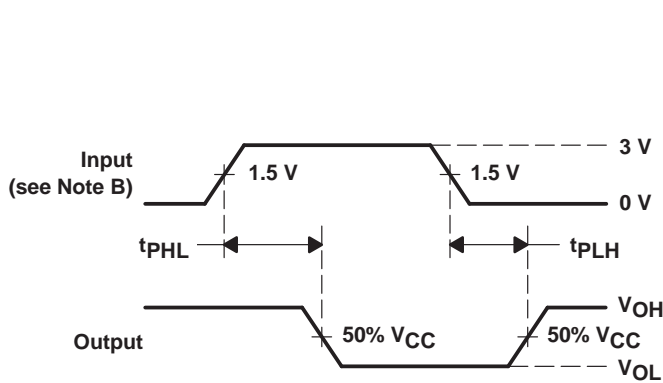 Input
(see Note B)
1.5 V
1.5 V
3 V
0 V
tPHL
tPLH
Output
50% VCC
VOH
50% VCC
VOL